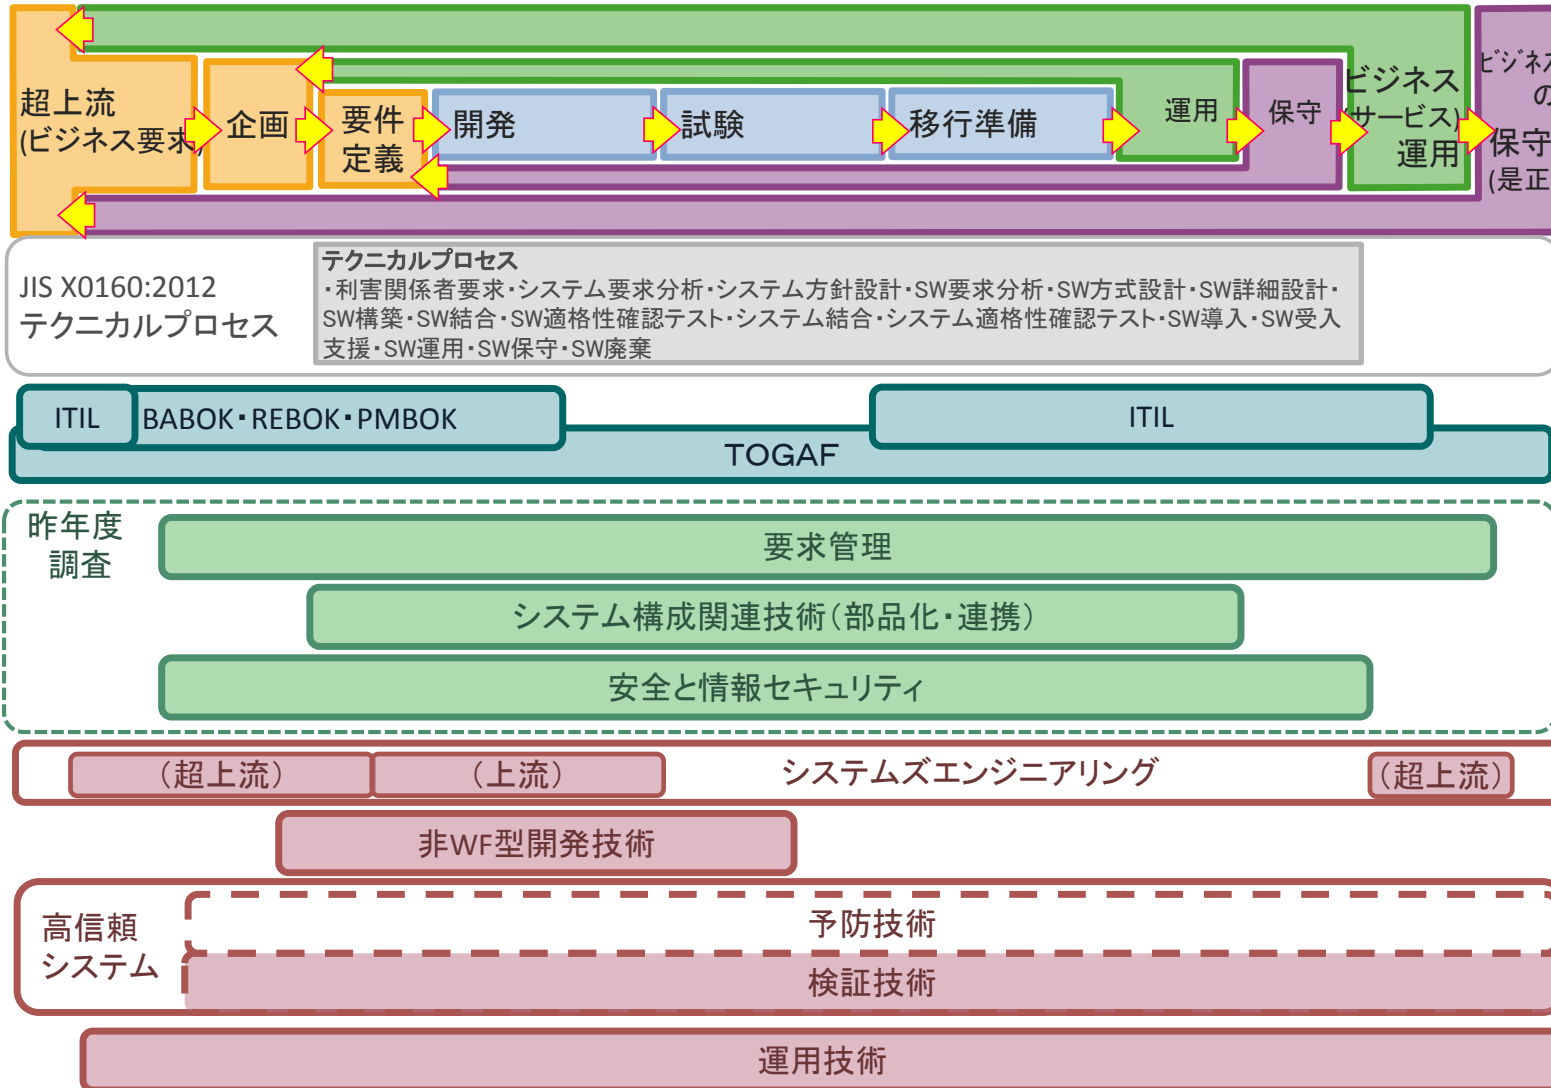 超上流
(ビジネス要求)
企画
要件
定義
開発
試験
移行準備
運用
保守
ビジネス
(サービス)
運用
ビジネス
の
保守
(是正
JIS X0160:2012
テクニカルプロセス
テクニカルプロセス
・利害関係者要求・システム要求分析・システム方針設計・SW要求分析・SW方式設計・SW詳細設計・
SW構築・SW結合・SW適格性確認テスト・システム結合・システム適格性確認テスト・SW導入・SW受入
支援・SW運用・SW保守・SW廃棄
ITIL
BABOK・REBOK・PMBOK
ITIL
TOGAF
昨年度
調査
要求管理
システム構成関連技術(部品化・連携)
安全と情報セキュリティ
(超上流)
(上流)
システムズエンジニアリング
(超上流)
非WF型開発技術
高信頼
システム
予防技術
検証技術
運用技術